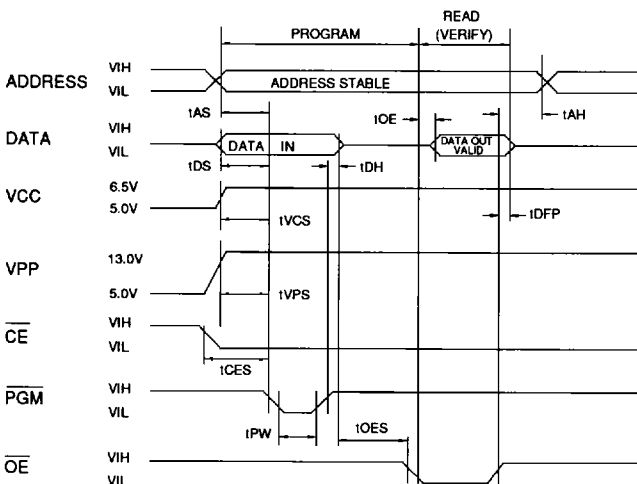 READ
PROGRAM (VERIFY)
ADDRESS VIH VIL ADDRESS STABLE
tAS tOE tAH
DATA VIH VIL DATA IN DATA OUT VALID
tDS tDH
VCC 6.5V 5.0V
tVCS tDFP
VPP 13.0V 5.0V
tVPS
CE VIH VIL
tCES
PGM VIH VIL
tPW tOES
OE VIH VIL